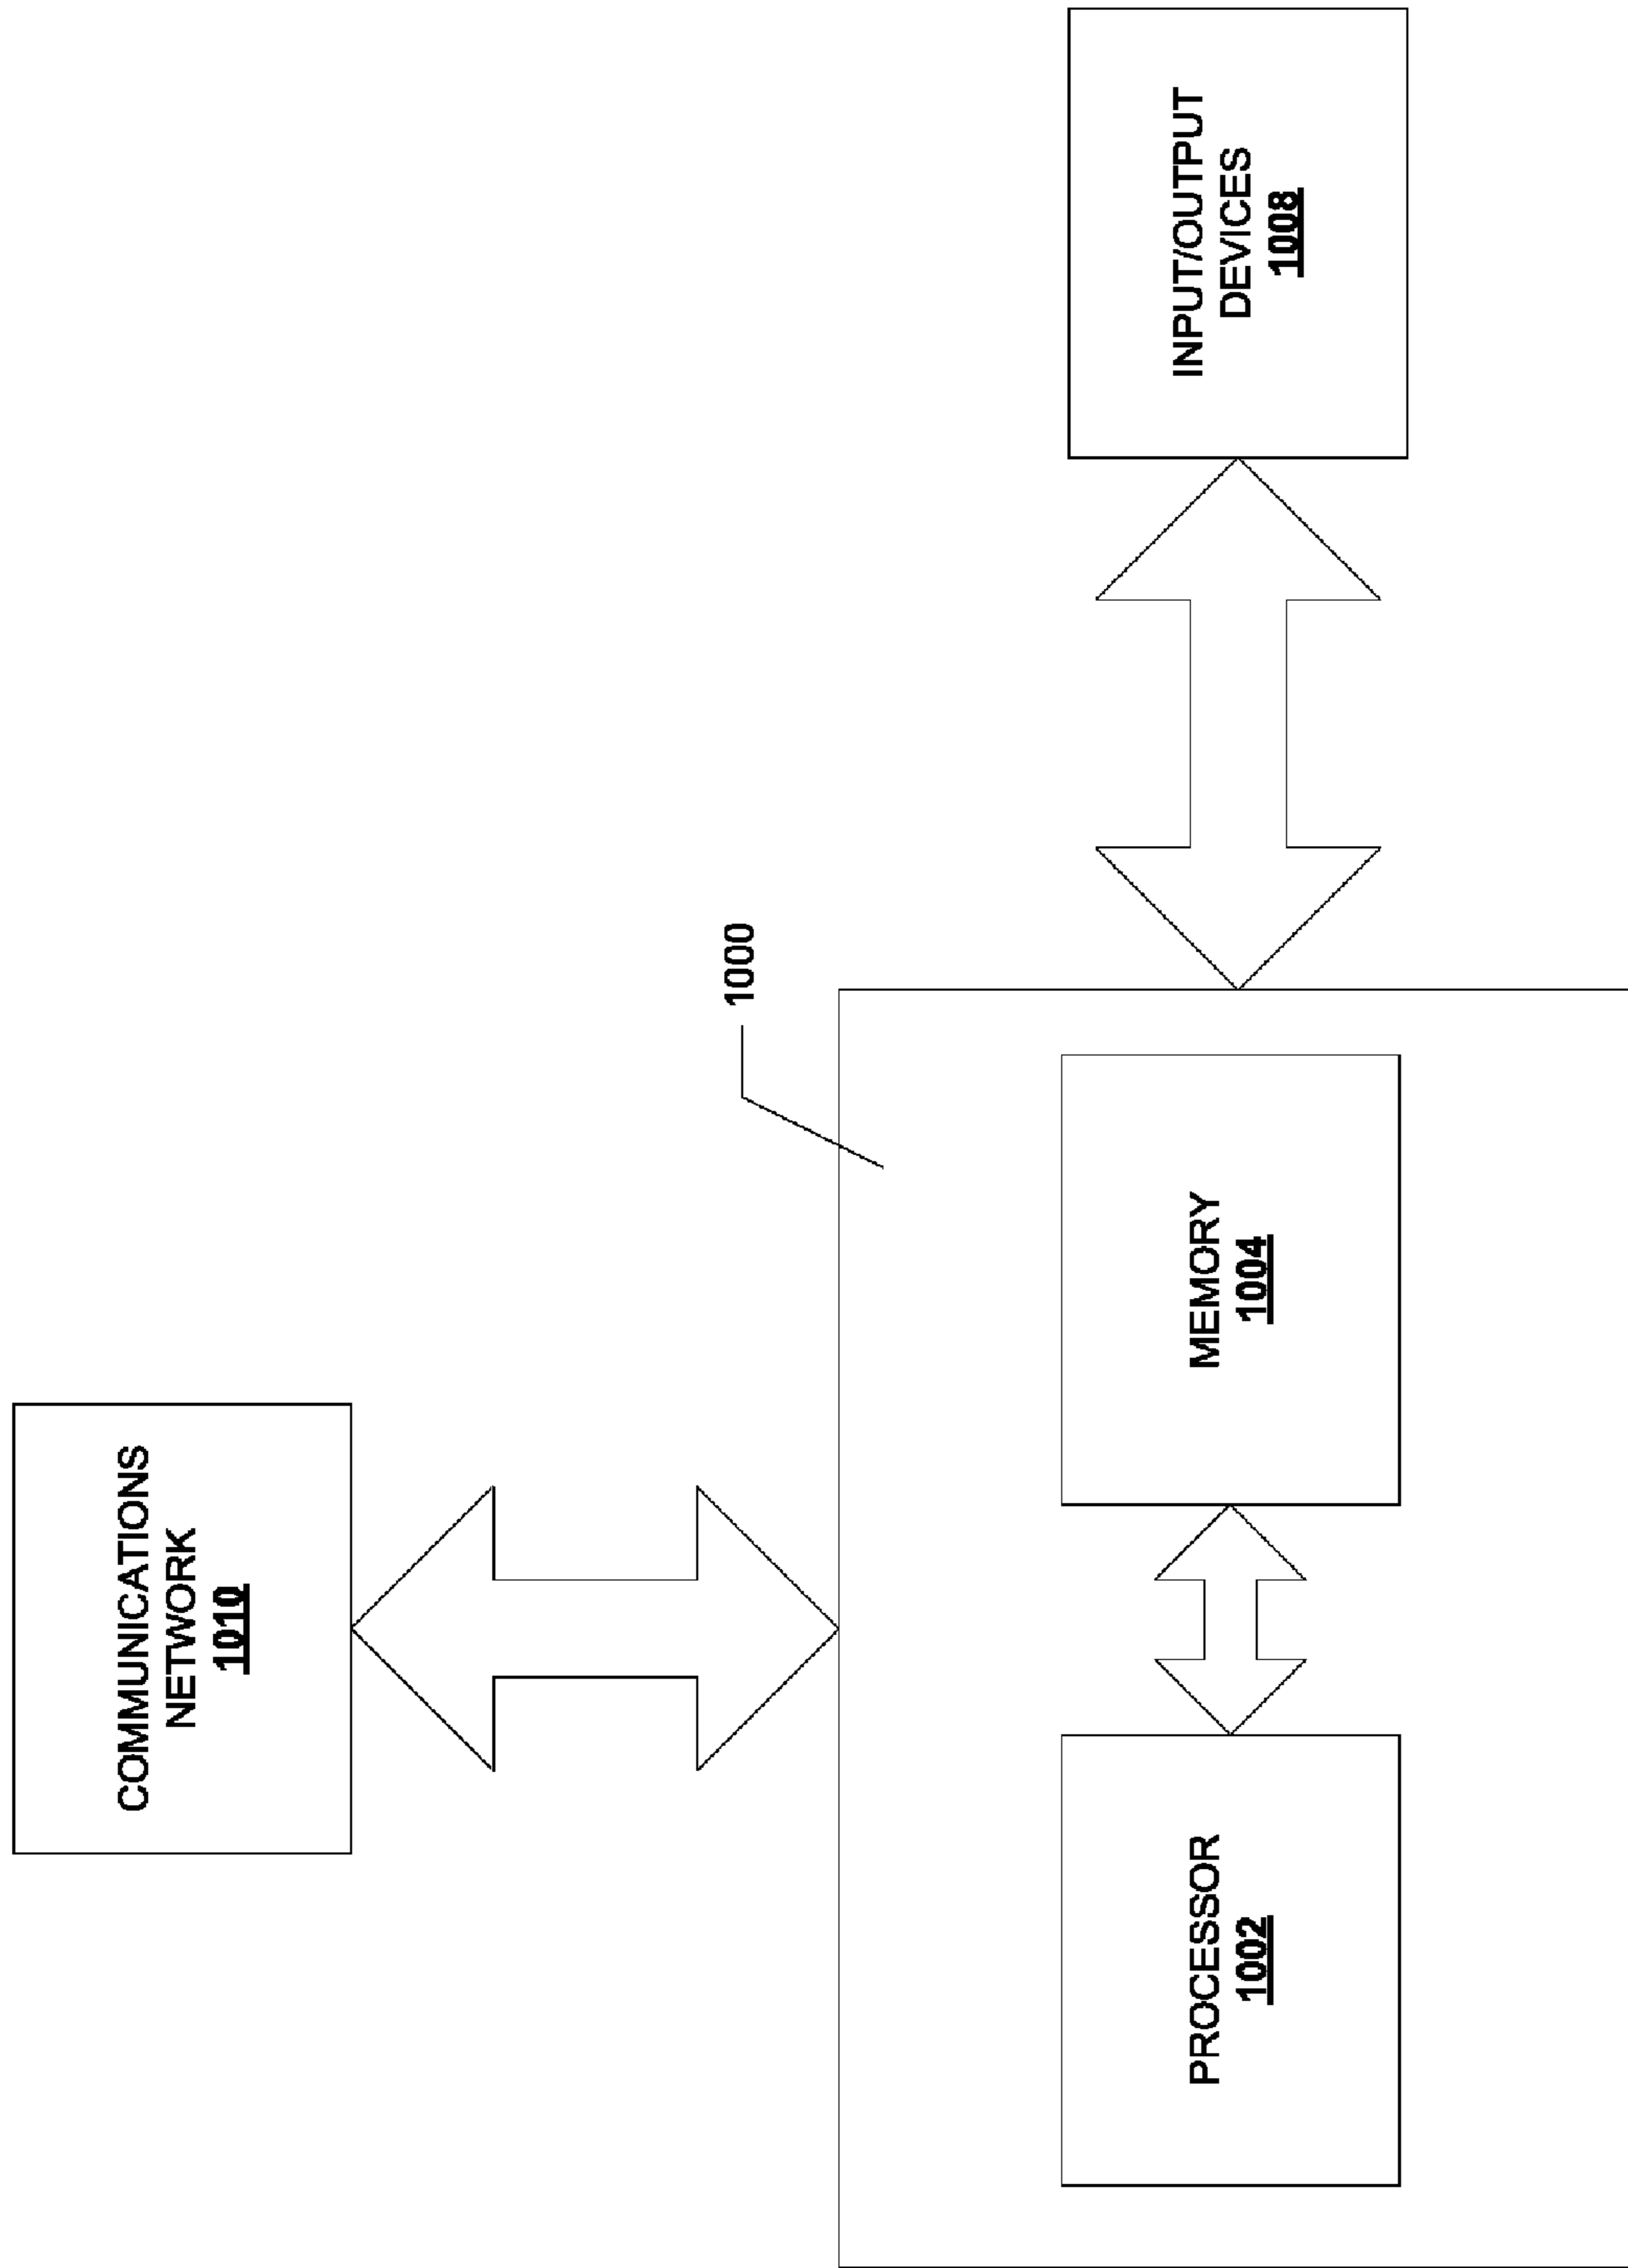 COMMUNICATIONS
NETWORK
1010
1000
PROCESSOR
1002
MEMORY
1004
INPUT/OUTPUT
DEVICES
1008